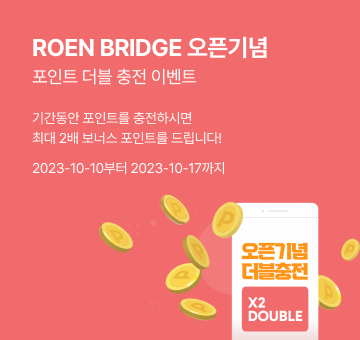 ROEN BRIDGE 오픈기념
포인트 더블 충전 이벤트
기간동안 포인트를 충전하시면
최대 2배 보너스 포인트를 드립니다!
2023-10-10부터 2023-10-17까지
오픈기념
더블충전
X2
DOUBLE